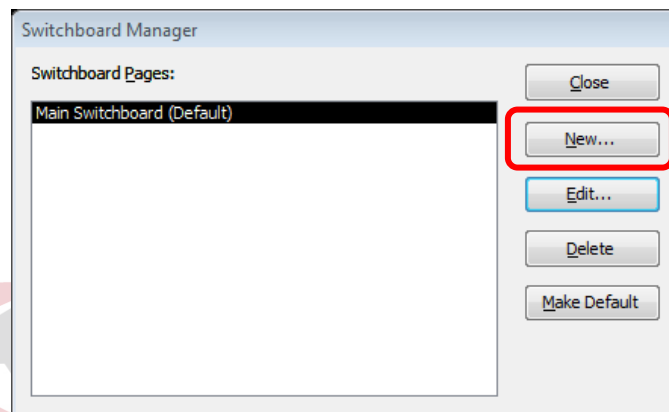 Switchboard Manager
Switchboard Pages:
Main Switchboard (Default)
Close
New...
Edit...
Delete
Make Default